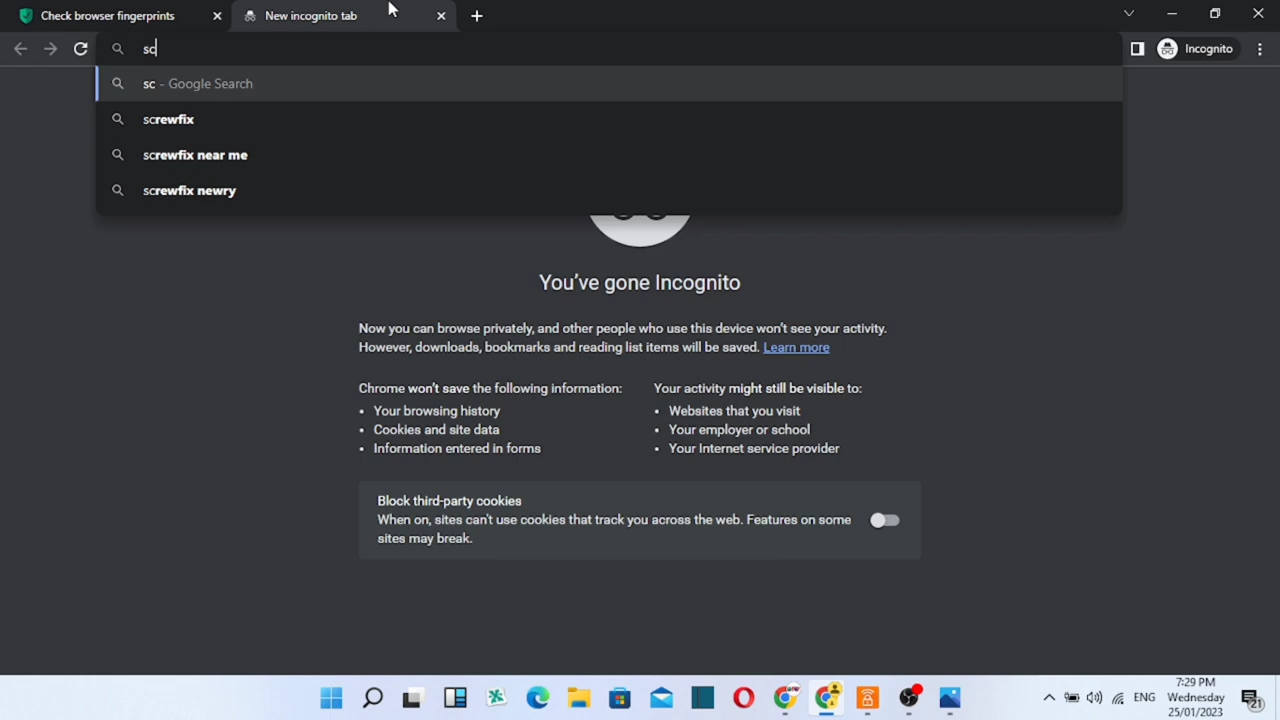 Check browser fingerprints
New incognito tab
sc
Incognito
sc - Google Search
screwfix
screwfix near me
screwfix newry
You've gone Incognito
Now you can browse privately, and other people who use this device won't see your activity.
However, downloads, bookmarks and reading list items will be saved. Learn more
Chrome won't save the following information:
• Your browsing history
• Cookies and site data
• Information entered in forms
Your activity might still be visible to:
• Websites that you visit
• Your employer or school
• Your Internet service provider
Block third-party cookies
When on, sites can't use cookies that track you across the web. Features on some
sites may break.
ENG
7:29 PM
Wednesday
25/01/2023
21